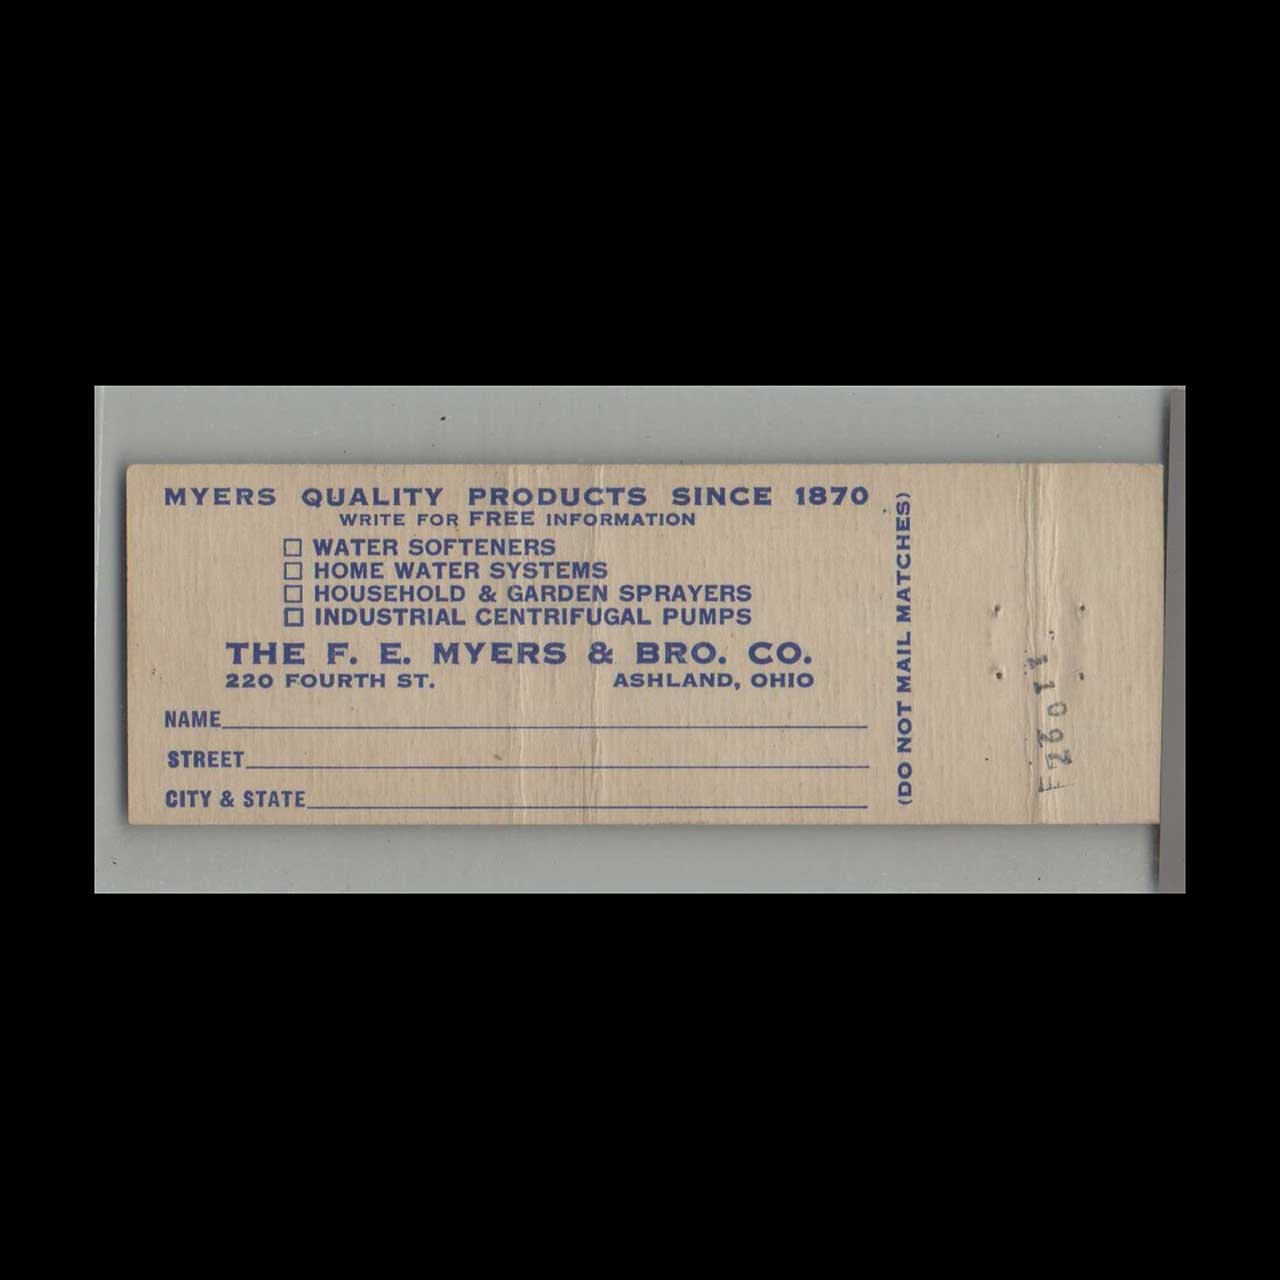 MYERS QUALITY PRODUCTS SINCE 1870
WRITE FOR FREE INFORMATION
☐ WATER SOFTENERS
☐ HOME WATER SYSTEMS
☐ HOUSEHOLD & GARDEN SPRAYERS
☐ INDUSTRIAL CENTRIFUGAL PUMPS
THE F. E. MYERS & BRO. CO.
220 FOURTH ST. ASHLAND, OHIO
NAME
STREET
CITY & STATE
(DO NOT MAIL MATCHES)